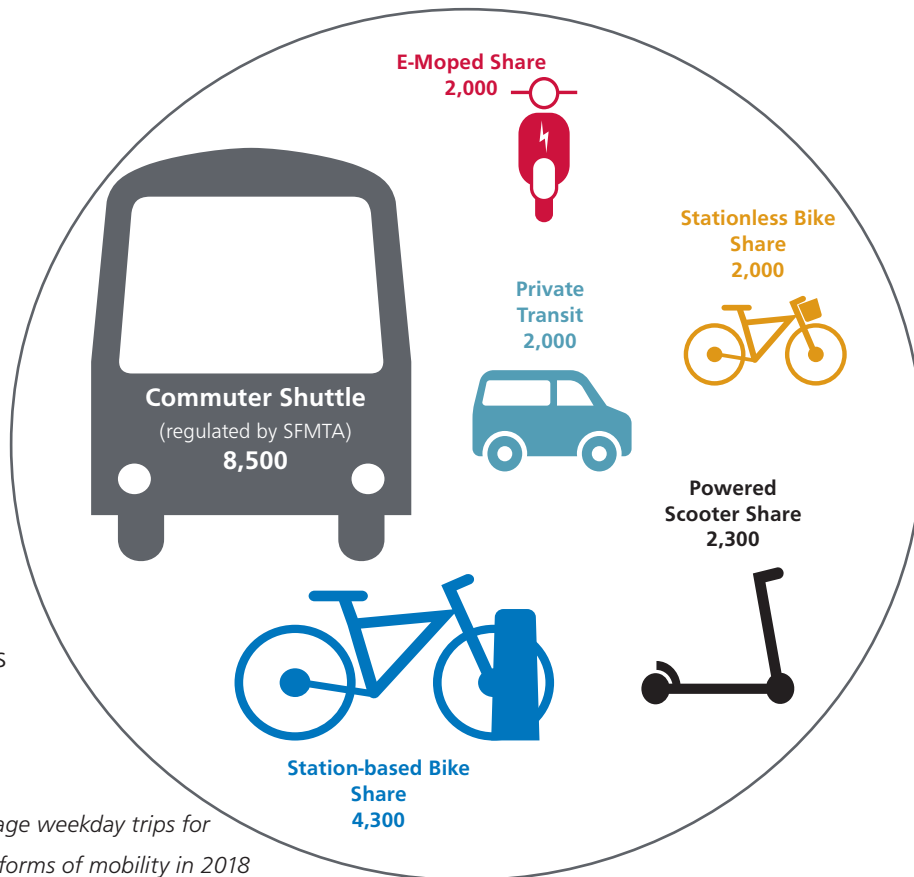 E-Moped Share
2,000
Stationless Bike
Share
2,000
Private
Transit
2,000
Commuter Shuttle
(regulated by SFMTA)
8,500
Powered
Scooter Share
2,300
Station-based Bike
Share
4,300
weekday trips for
forms of mobility in 2018